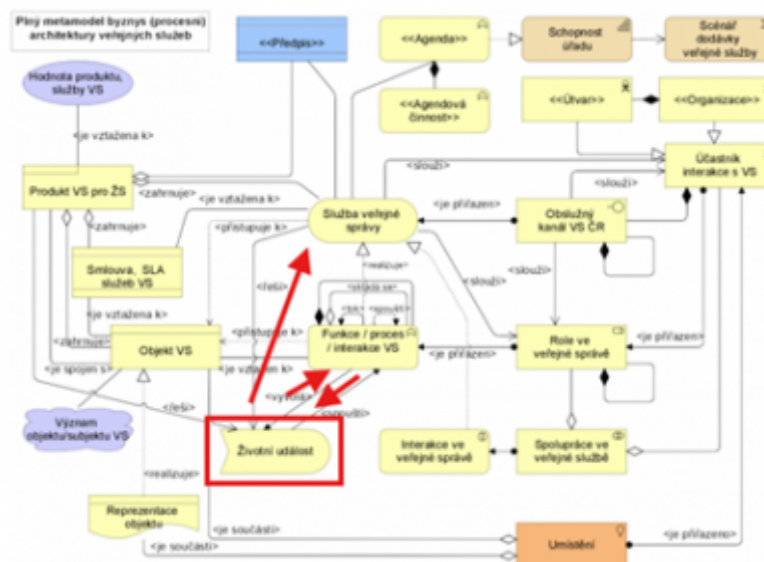 Plný metamodel byznys (procesní)
architektury veřejných služeb
<<Předpis>>
<<Agenda>>
Schopnost
úřadu
Scénář
dodávky
veřejné služby
Hodnota produktu,
služby VS
<<Agendová
činnost>>
<<Útvar>>
<<Organizace>>
<je vztažena k>
<slouží>
Účastník
interakce s VS
Produkt VS pro ŽS
<zahrnuje>
<je vztažena k>
Služba veřejné
správy
<je přiřazen>
Obslužný
kanál VS ČR
<slouží>
<zahrnuje>
<přistupuje k>
Smlouva, SLA
služeb VS
<realizuje>
<řeší>
<skládá se>
<slouží>
<slouží>
<je vztažena k>
<spouští>
<zahrnuje>
Objekt VS
<přistupuje k>
Funkce / proces
/ interakce VS
<je přiřazen>
Role ve
veřejné správě
<je přiřazen>
<je spojen s>
<je vztažen k>
Význam
objektu/subjektu VS
<řeší>
<spouští>
Životní událost
Interakce ve
veřejné správě
Spolupráce ve
veřejné službě
<realizuje>
Reprezentace
objektu
<je součástí>
<je součástí>
Umístění
<je přiřazeno>